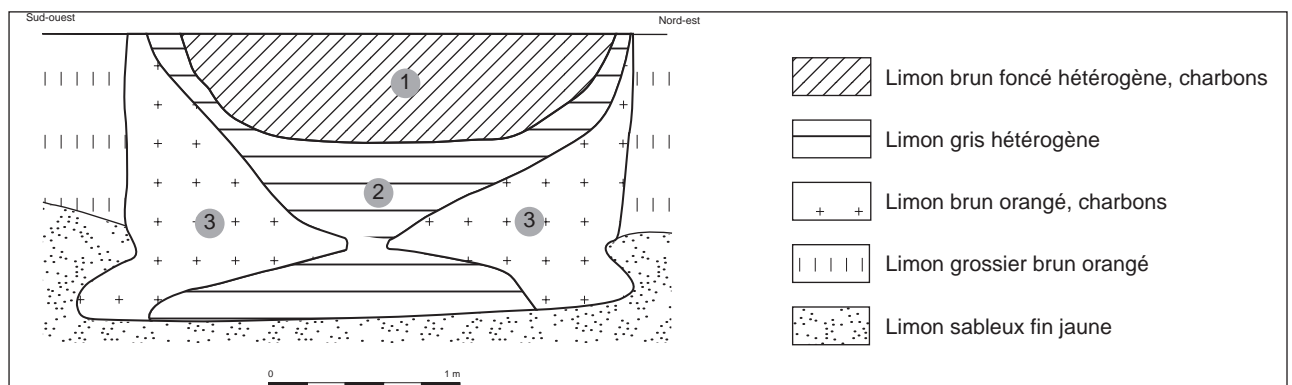 Sud-ouest
Nord-est
1
2
3
3
Limon brun foncé hétérogène, charbons
Limon gris hétérogène
Limon brun orangé, charbons
Limon grossier brun orangé
Limon sableux fin jaune
0 1 m